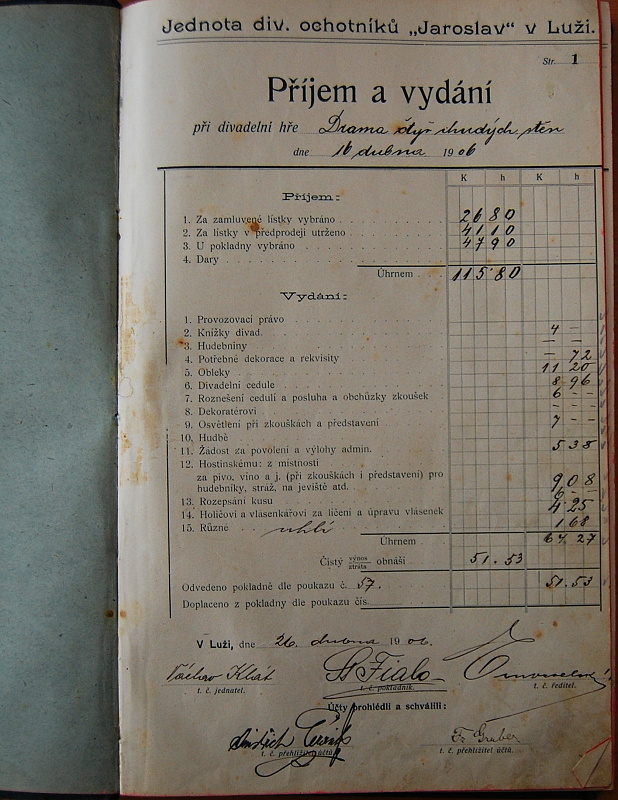 Jednota div. ochotníků „Jaroslav“ v Luži.
Str. 1
Příjem a vydání
při divadelní hře Drama čtyř chudých stěn
dne 16 dubna 1906
K h K h
Příjem:
1. Za zamluvené lístky vybráno 26 80
2. Za lístky v předprodeji utrženo 41 10
3. U pokladny vybráno 47 90
4. Dary
Úhrnem 115 80
Vydání:
1. Provozovací právo
2. Knížky divad. 4 –
3. Hudebniny – –
4. Potřebné dekorace a rekvisity – 72
5. Obleky 11 20
6. Divadelní cedule 8 96
7. Roznešení cedulí a posluha a obchůzky zkoušek 6 – –
8. Dekoratérovi – – –
9. Osvětlení při zkouškách a představení 7 – –
10. Hudbě
11. Žádost za povolení a výlohy admin. 5 38
12. Hostinskému: z místnosti
za pivo, víno a j. (při zkouškách i představení) pro
hudebníky, stráž, na jeviště atd. 9 08
13. Rozepsání kusu 6 – –
14. Holičovi a vlásenkářovi za líčení a úpravu vlásenek 4 25
15. Různé uhlí 1 68
Úhrnem 64 27
Čistý výnos ztráta obnáší 51.53
Odvedeno pokladně dle poukazu č. 57. 51.53
Doplaceno z pokladny dle poukazu čís.
V Luži, dne 26. dubna 1906.
Václav
t. č. jednatel.
Fiala
t. č. pokladník.
t. č. ředitel.
Účty prohlédli a schválili:
Jindřich
t. č. přehlížitel účtů.
Fr. Gruber
t. č. přehlížitel účtů.